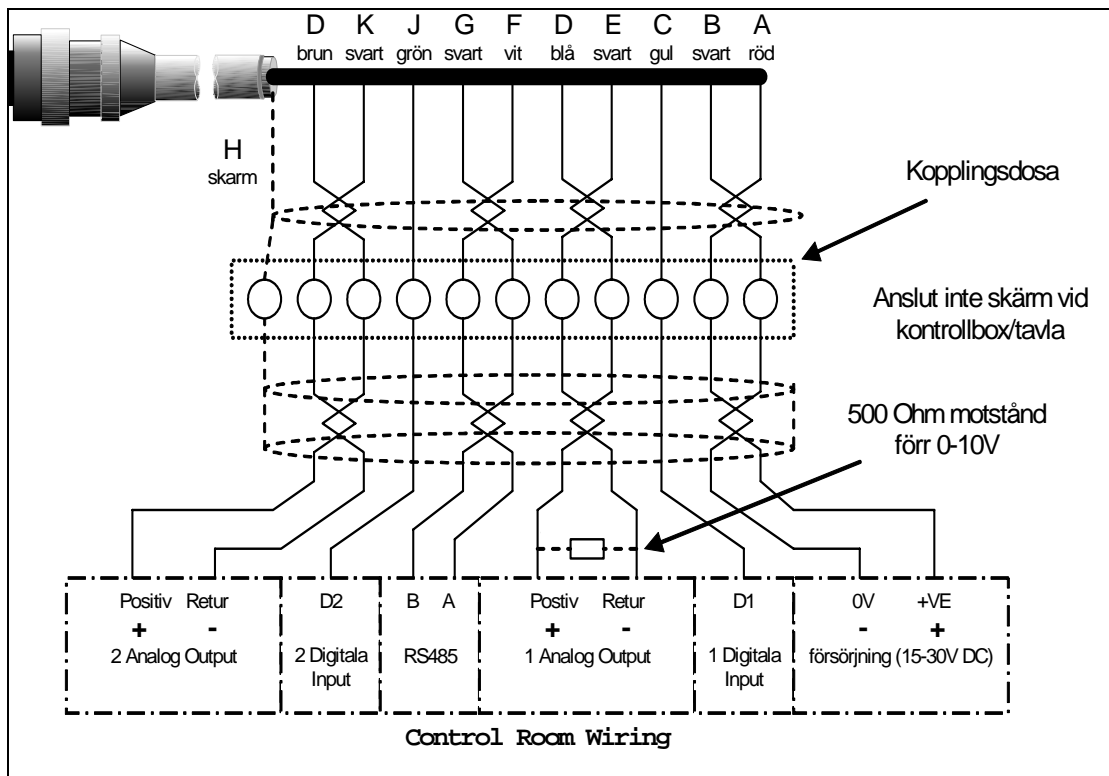 D K J G F D E C B A
brun svart grön svart vit blå svart gul svart röd
H
skarm
Kopplingsdosa
Anslut inte skärm vid
kontrollbox/tavla
500 Ohm motstånd
förr 0-10V
Positiv Retur
+ -
2 Analog Output
D2
2 Digitala
Input
B A
RS485
Postiv Retur
+ -
1 Analog Output
D1
1 Digitala
Input
0V +VE
- +
försörjning (15-30V DC)
Control Room Wiring